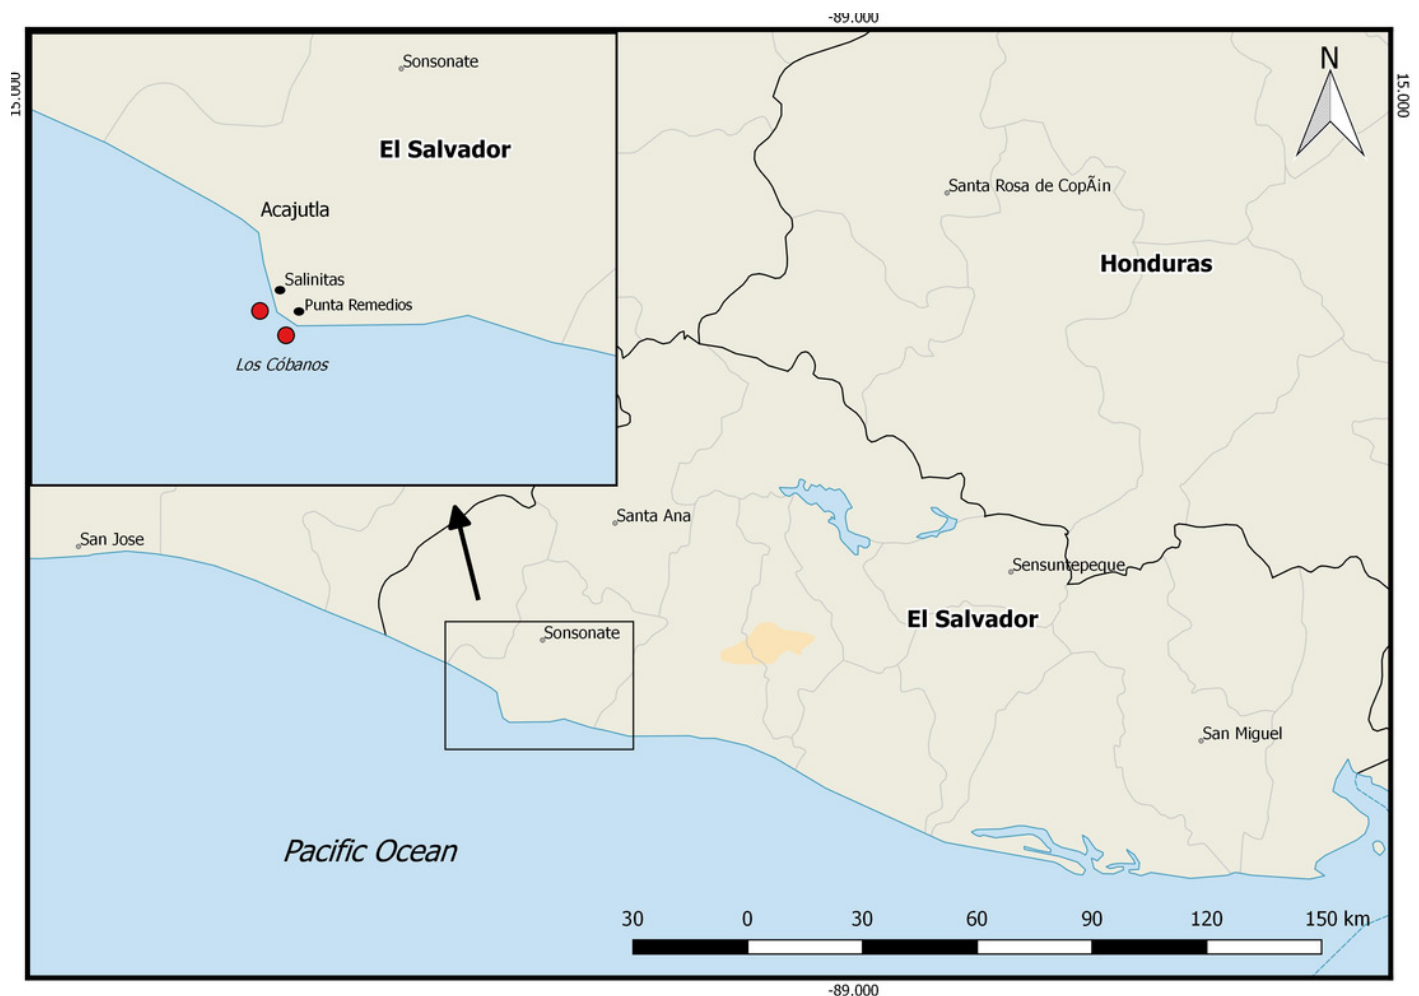 -89.000
15.000
15.000
N
Sonsonate
El Salvador
Acajutla
Salinitas
Punta Remedios
Los Cóbanos
Santa Rosa de CopÃin
Honduras
Santa Ana
San Jose
Sensuntepeque
El Salvador
Sonsonate
San Miguel
Pacific Ocean
30 0 30 60 90 120 150 km
-89.000